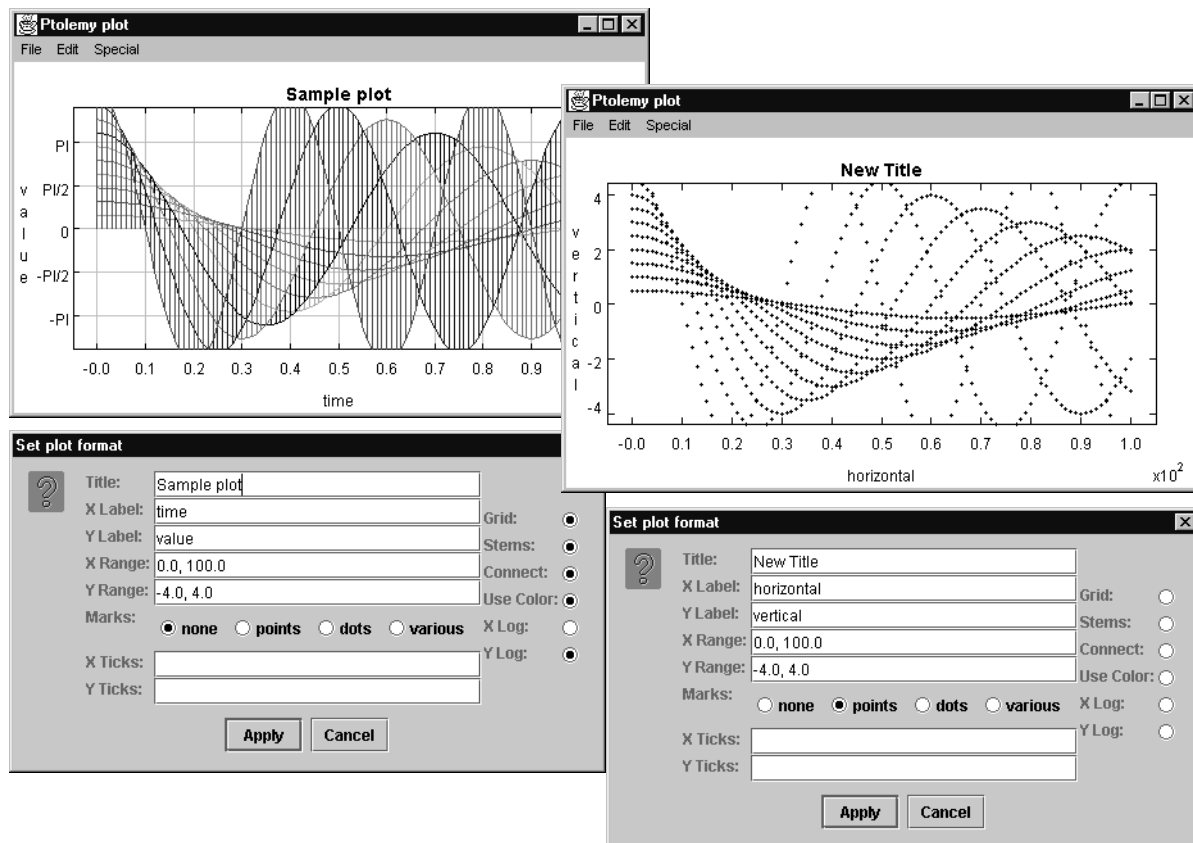 Ptolemy plot
File Edit Special
Sample plot
PI
PI/2
0
-PI/2
-PI
value
-0.0 0.1 0.2 0.3 0.4 0.5 0.6 0.7 0.8 0.9
time
Ptolemy plot
File Edit Special
New Title
4
2
0
-2
-4
vertical
-0.0 0.1 0.2 0.3 0.4 0.5 0.6 0.7 0.8 0.9 1.0
horizontal
x10^2
Set plot format
Title: Sample plot
X Label: time
Y Label: value
X Range: 0.0, 100.0
Y Range: -4.0, 4.0
Marks: none points dots various
X Ticks:
Y Ticks:
Grid:
Stems:
Connect:
Use Color:
X Log:
Y Log:
Apply Cancel
Set plot format
Title: New Title
X Label: horizontal
Y Label: vertical
X Range: 0.0, 100.0
Y Range: -4.0, 4.0
Marks: none points dots various
X Ticks:
Y Ticks:
Grid:
Stems:
Connect:
Use Color:
X Log:
Y Log:
Apply Cancel